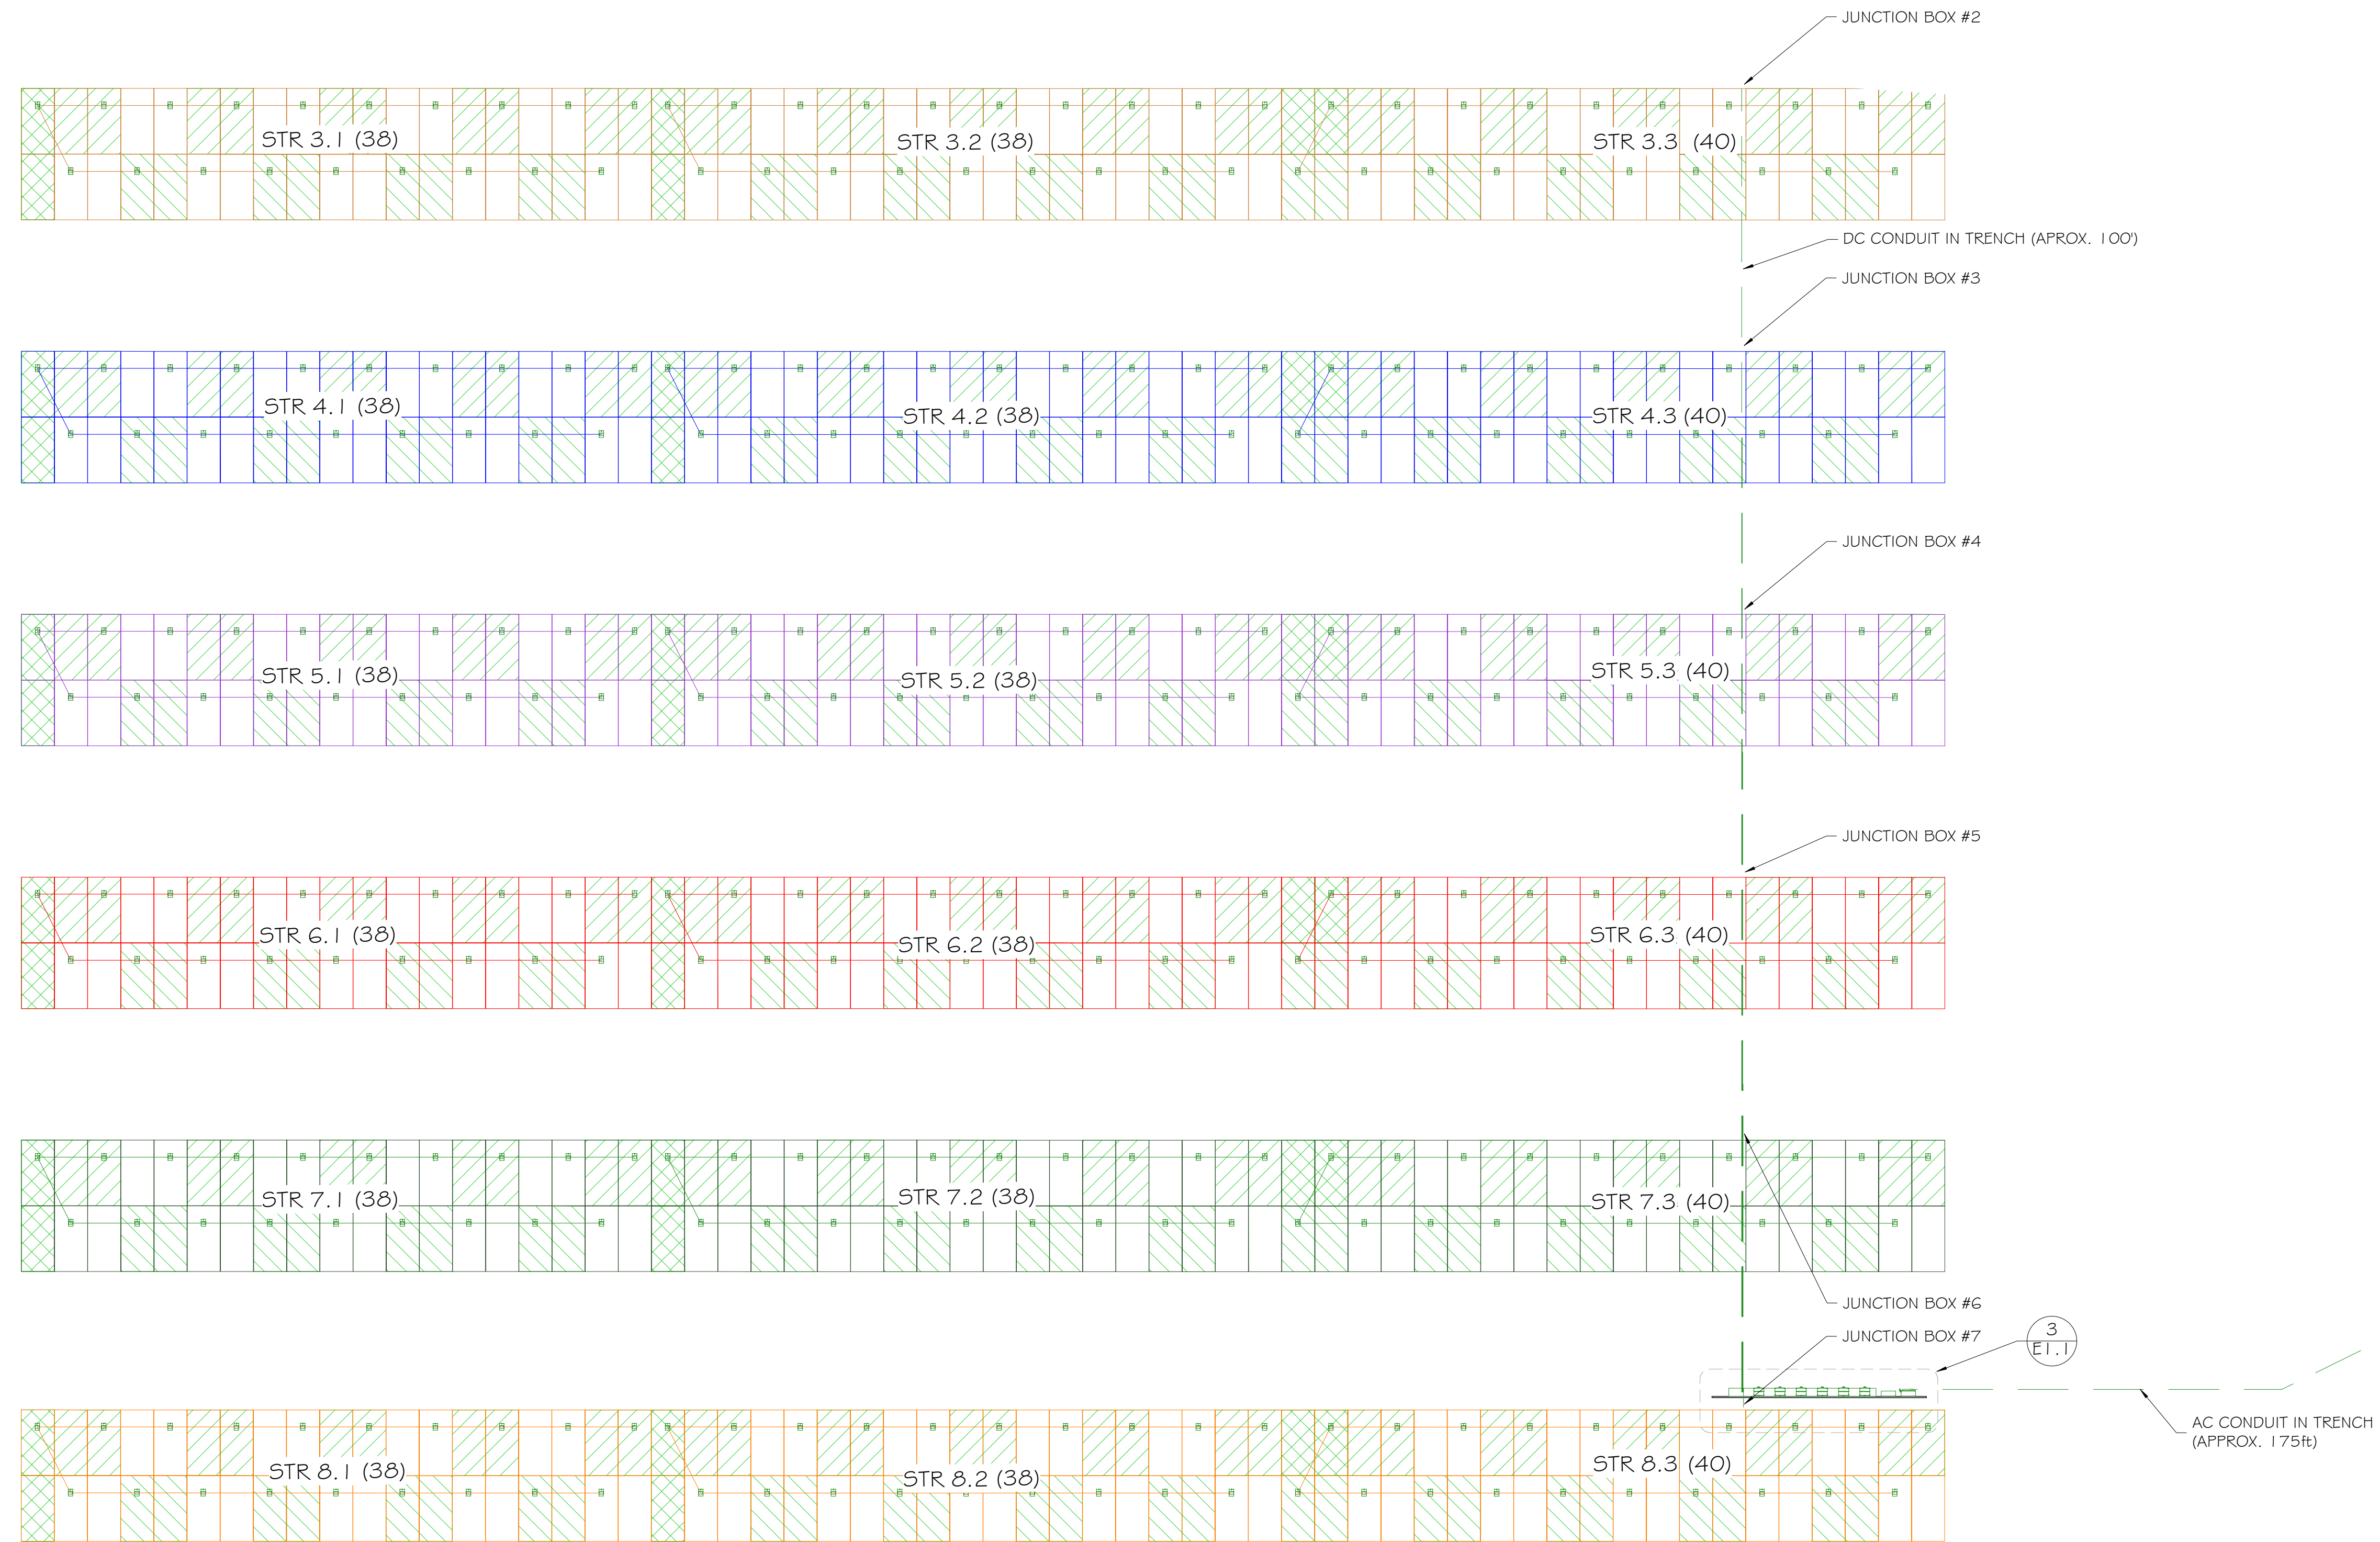 JUNCTION BOX #2
STR 3.1 (38)
STR 3.2 (38)
STR 3.3 (40)
DC CONDUIT IN TRENCH (APROX. 100')
JUNCTION BOX #3
STR 4.1 (38)
STR 4.2 (38)
STR 4.3 (40)
JUNCTION BOX #4
STR 5.1 (38)
STR 5.2 (38)
STR 5.3 (40)
JUNCTION BOX #5
STR 6.1 (38)
STR 6.2 (38)
STR 6.3 (40)
STR 7.1 (38)
STR 7.2 (38)
STR 7.3 (40)
JUNCTION BOX #6
JUNCTION BOX #7
3
E1.1
AC CONDUIT IN TRENCH
(APPROX. 175ft)
STR 8.1 (38)
STR 8.2 (38)
STR 8.3 (40)